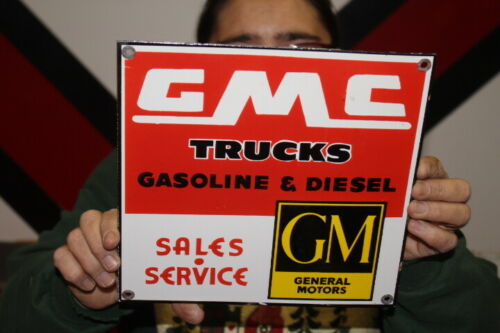 GMC
TRUCKS
GASOLINE & DIESEL
SALES
• SERVICE
GM
GENERAL
MOTORS